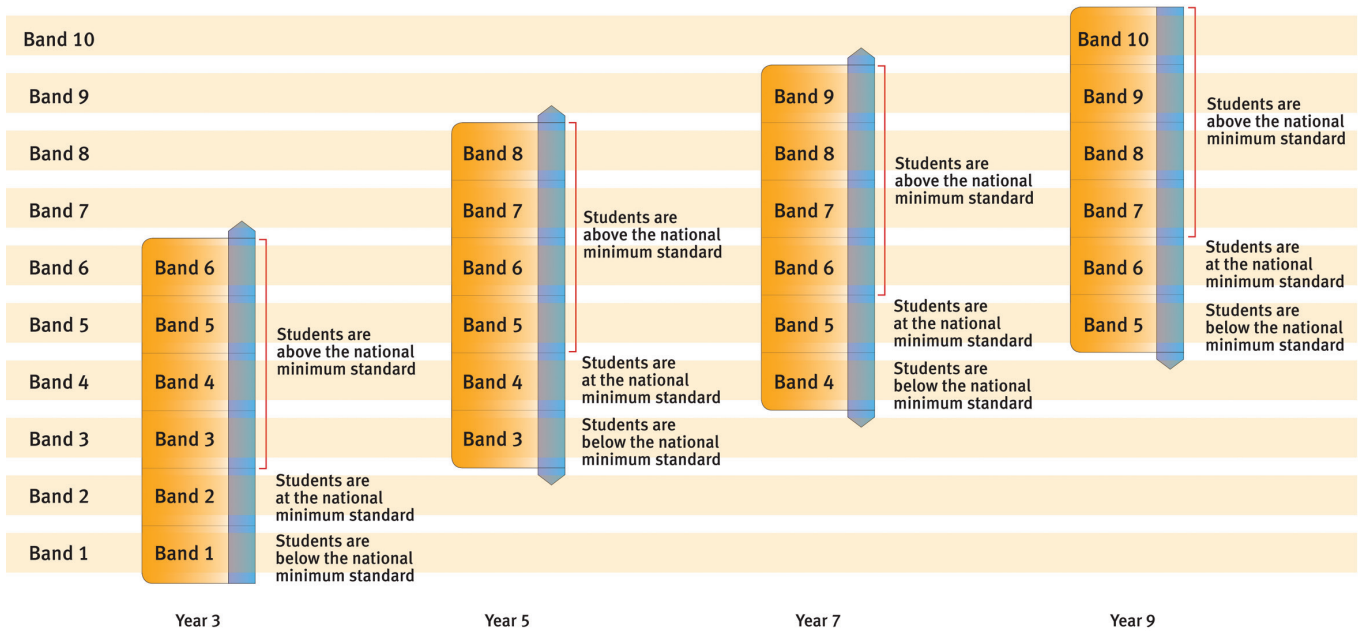 Band 10
Band 9
Band 8
Band 7
Band 6
Band 5
Band 4
Band 3
Band 2
Band 1
Band 6
Band 5
Band 4
Band 3
Band 2
Band 1
Students are
above the national
minimum standard
Students are
at the national
minimum standard
Students are
below the national
minimum standard
Year 3
Band 8
Band 7
Band 6
Band 5
Band 4
Band 3
Students are
above the national
minimum standard
Students are
at the national
minimum standard
Students are
below the national
minimum standard
Year 5
Band 9
Band 8
Band 7
Band 6
Band 5
Band 4
Students are
above the national
minimum standard
Students are
at the national
minimum standard
Students are
below the national
minimum standard
Year 7
Band 10
Band 9
Band 8
Band 7
Band 6
Band 5
Students are
above the national
minimum standard
Students are
at the national
minimum standard
Students are
below the national
minimum standard
Year 9